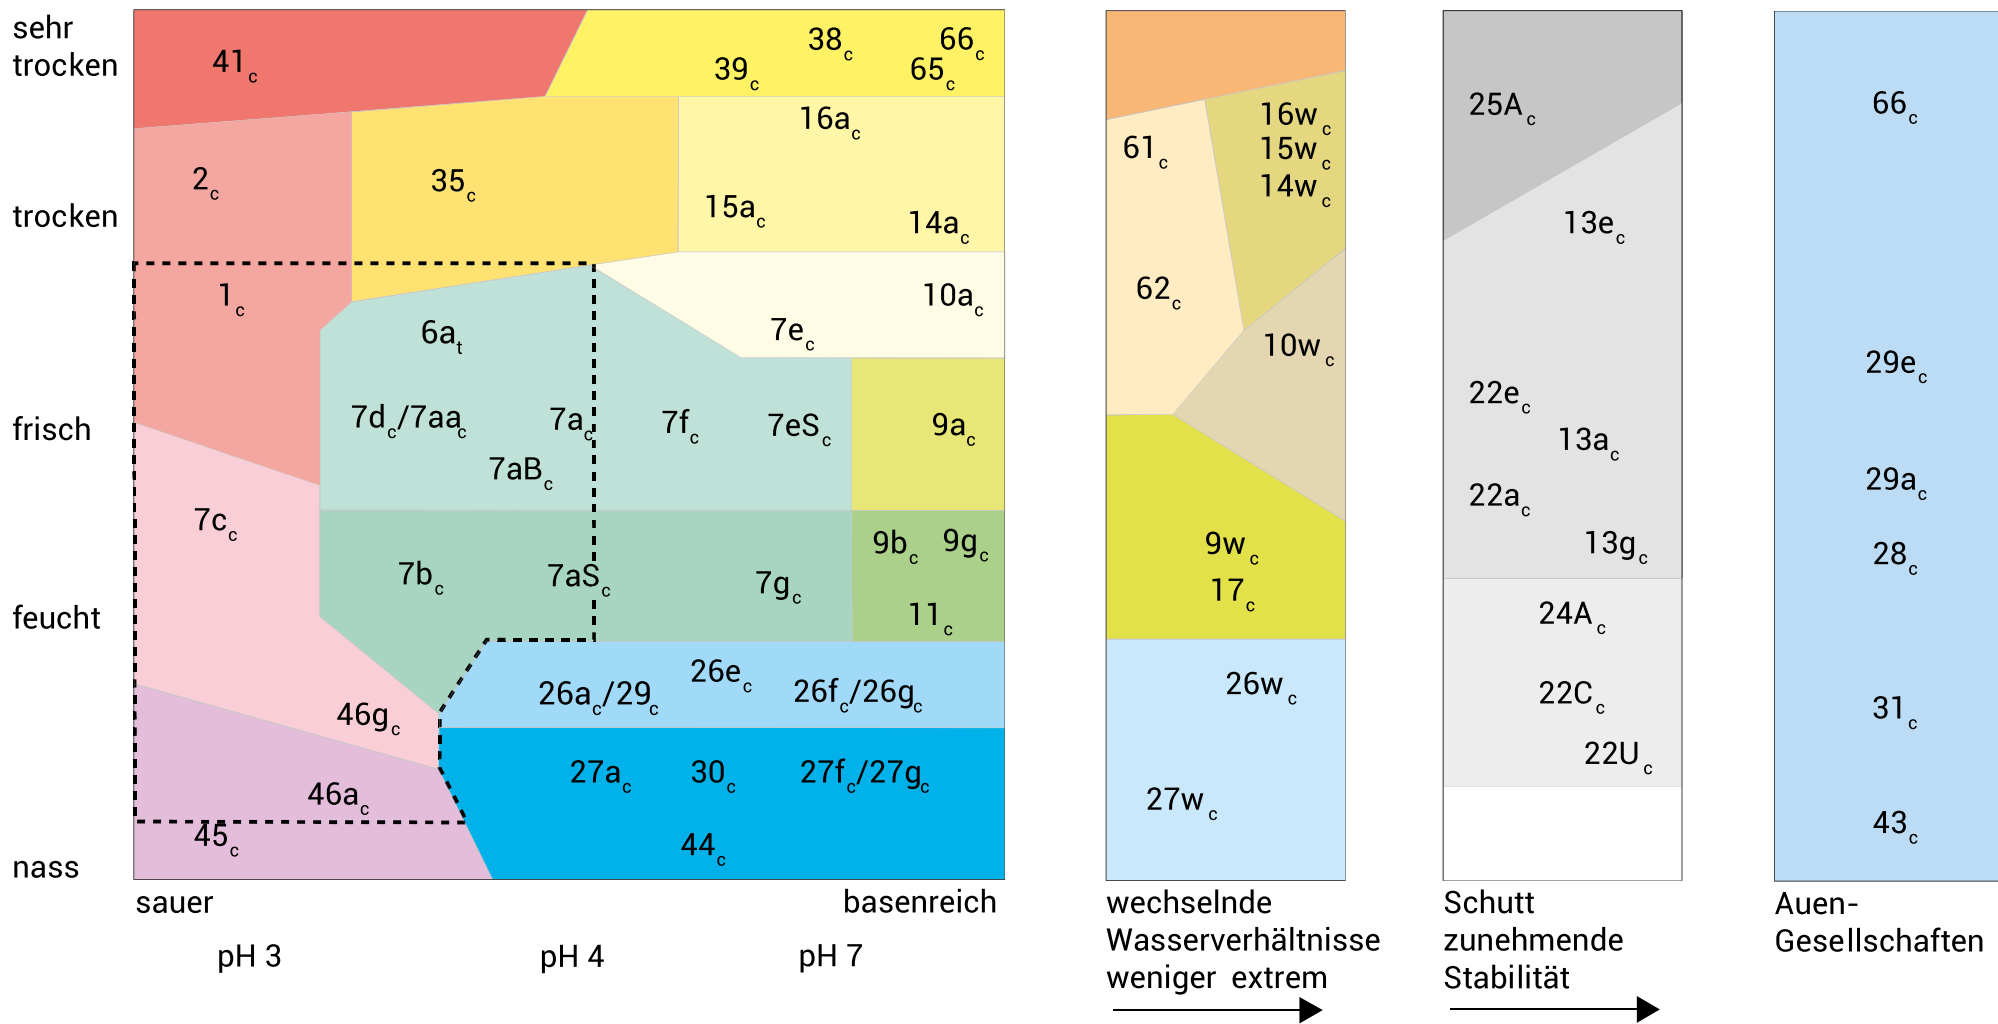 sehr
trocken
trocken
frisch
feucht
nass
41c
38c
66c
39c
65c
16ac
2c
35c
15ac
14ac
1c
10ac
6at
7ec
7dc/7aac
7ac
7fc
7eSc
9ac
7aBc
7cc
9bc
9gc
7bc
7aSc
7gc
11c
26ec
26ac/29c
26fc/26gc
46gc
27ac
30c
27fc/27gc
46ac
45c
44c
sauer
basenreich
pH 3
pH 4
pH 7
16wc
61c
15wc
14wc
62c
10wc
9wc
17c
26wc
27wc
wechselnde
Wasserverhältnisse
weniger extrem
25Ac
13ec
22ec
13ac
22ac
13gc
24Ac
22Cc
22Uc
Schutt
zunehmende
Stabilität
66c
29ec
29ac
28c
31c
43c
Auen-
Gesellschaften